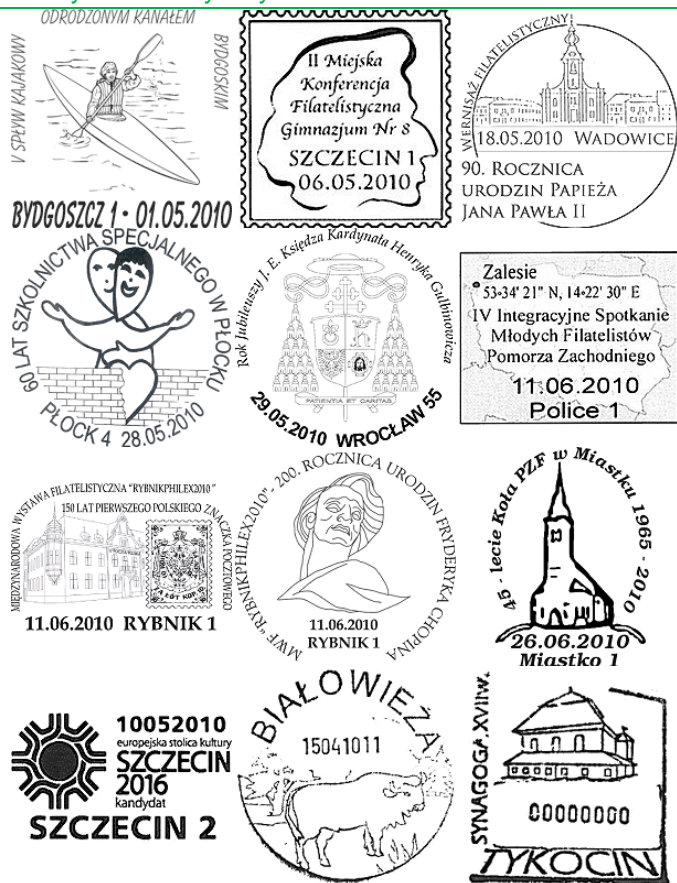 ODRODZONYM KANAŁEM
V SPŁYW KAJAKOWY
BYDGOSKIM
BYDGOSZCZ 1 · 01.05.2010
II Miejska
Konferencja
Filatelistyczna
Gimnazjum Nr 8
SZCZECIN 1
06.05.2010
WERNISAŻ FILATELISTYCZNY
18.05.2010 WADOWICE
90. ROCZNICA
URODZIN PAPIEŻA
JANA PAWŁA II
60 LAT SZKOLNICTWA SPECJALNEGO W PŁOCKU
PŁOCK 4 28.05.2010
Rok Jubileuszy J. E. Księdza Kardynała Henryka Gulbinowicza
PATIENTIA ET CARITAS
29.05.2010 WROCŁAW 55
Zalesie
53°34' 21" N, 14°22' 30" E
IV Integracyjne Spotkanie
Młodych Filatelistów
Pomorza Zachodniego
11.06.2010
Police 1
MIĘDZYNARODOWA WYSTAWA FILATELISTYCZNA "RYBNIKPHILEX2010"
150 LAT PIERWSZEGO POLSKIEGO ZNACZKA POCZTOWEGO
ZA ŁÓT KOP. 10
11.06.2010 RYBNIK 1
MWF "RYBNIKPHILEX2010" - 200. ROCZNICA URODZIN FRYDERYKA CHOPINA
11.06.2010
RYBNIK 1
45 - lecie Koła PZF w Miastku 1965 - 2010
26.06.2010
Miastko 1
10052010
europejska stolica kultury
SZCZECIN
2016
kandydat
SZCZECIN 2
BIAŁOWIEŻA
15041011
SYNAGOGA XVII W.
00000000
TYKOCIN